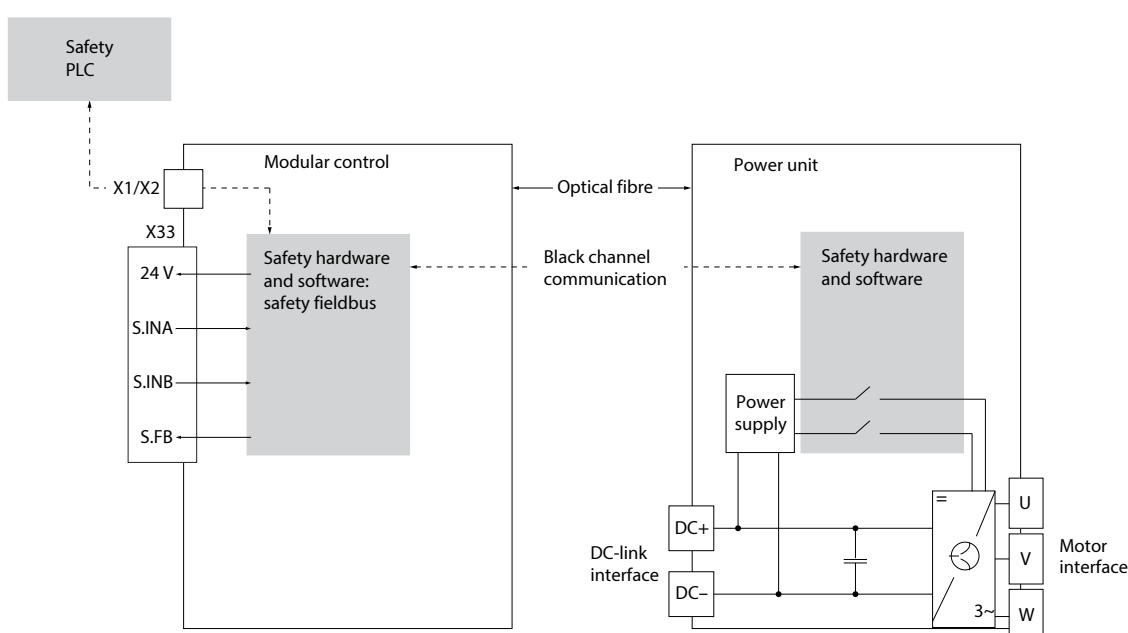 Safety
PLC
Modular control
Power unit
X1/X2
Optical fibre
X33
24 V
S.INA
S.INB
S.FB
Safety hardware
and software:
safety fieldbus
Black channel
communication
Safety hardware
and software
Power
supply
DC-link
interface
DC+
DC–
=
3~
U
V
W
Motor
interface